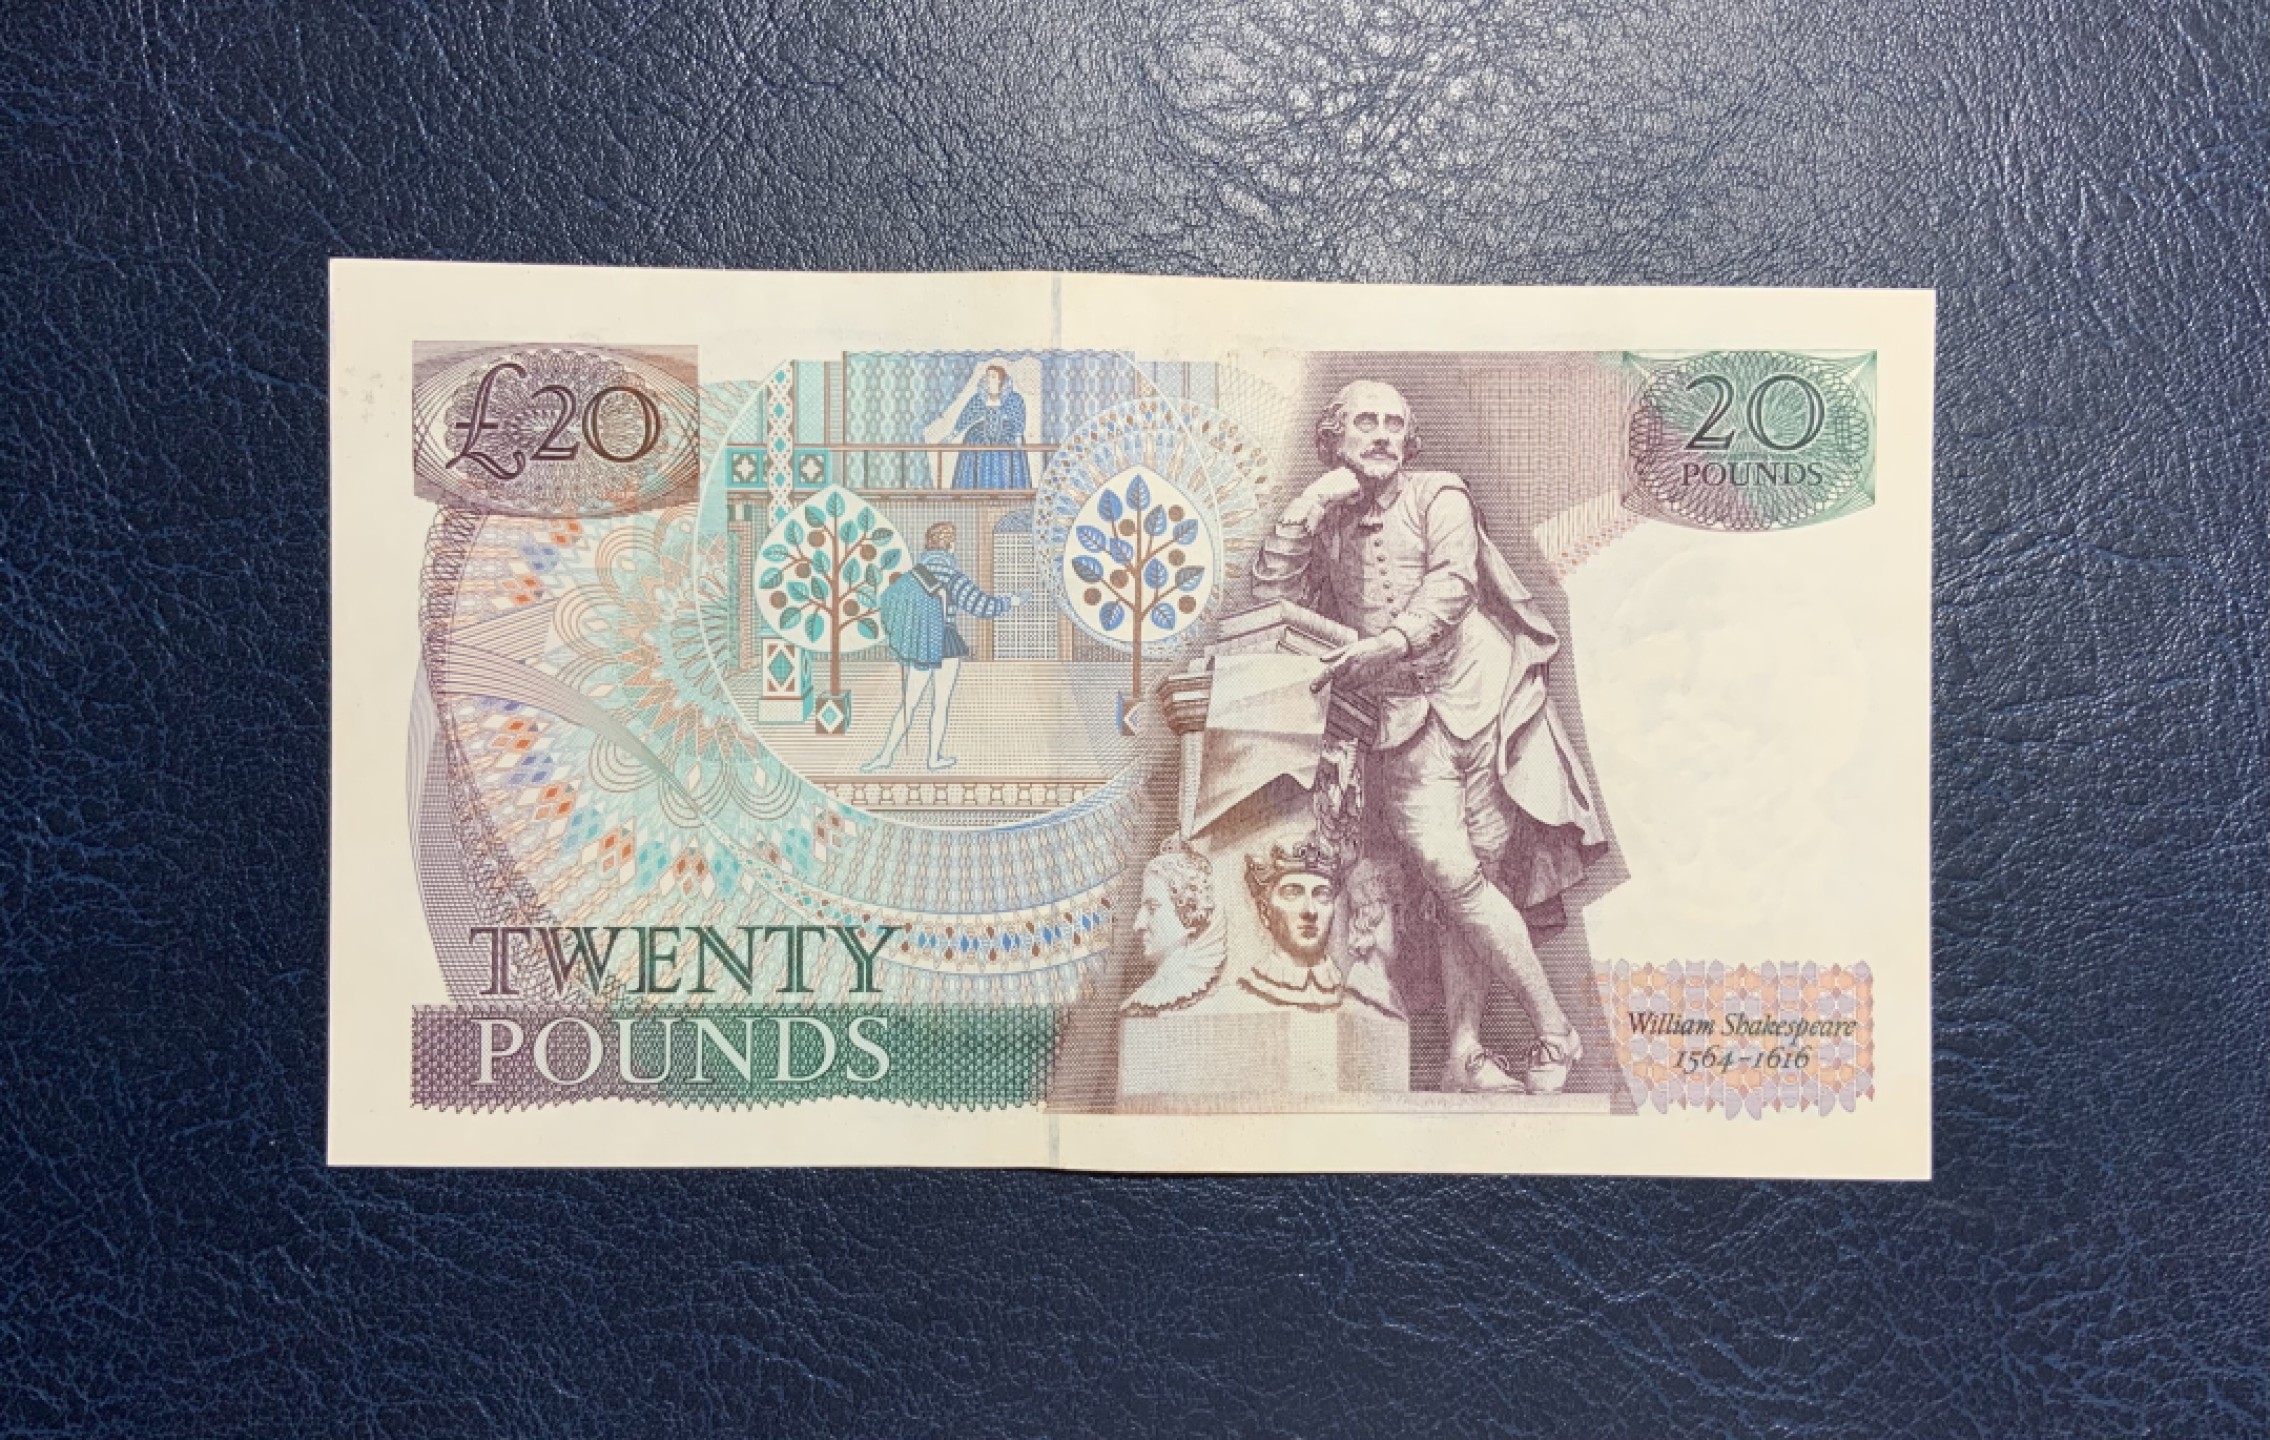 £20
20
POUNDS
TWENTY
POUNDS
William Shakespeare
1564–1616